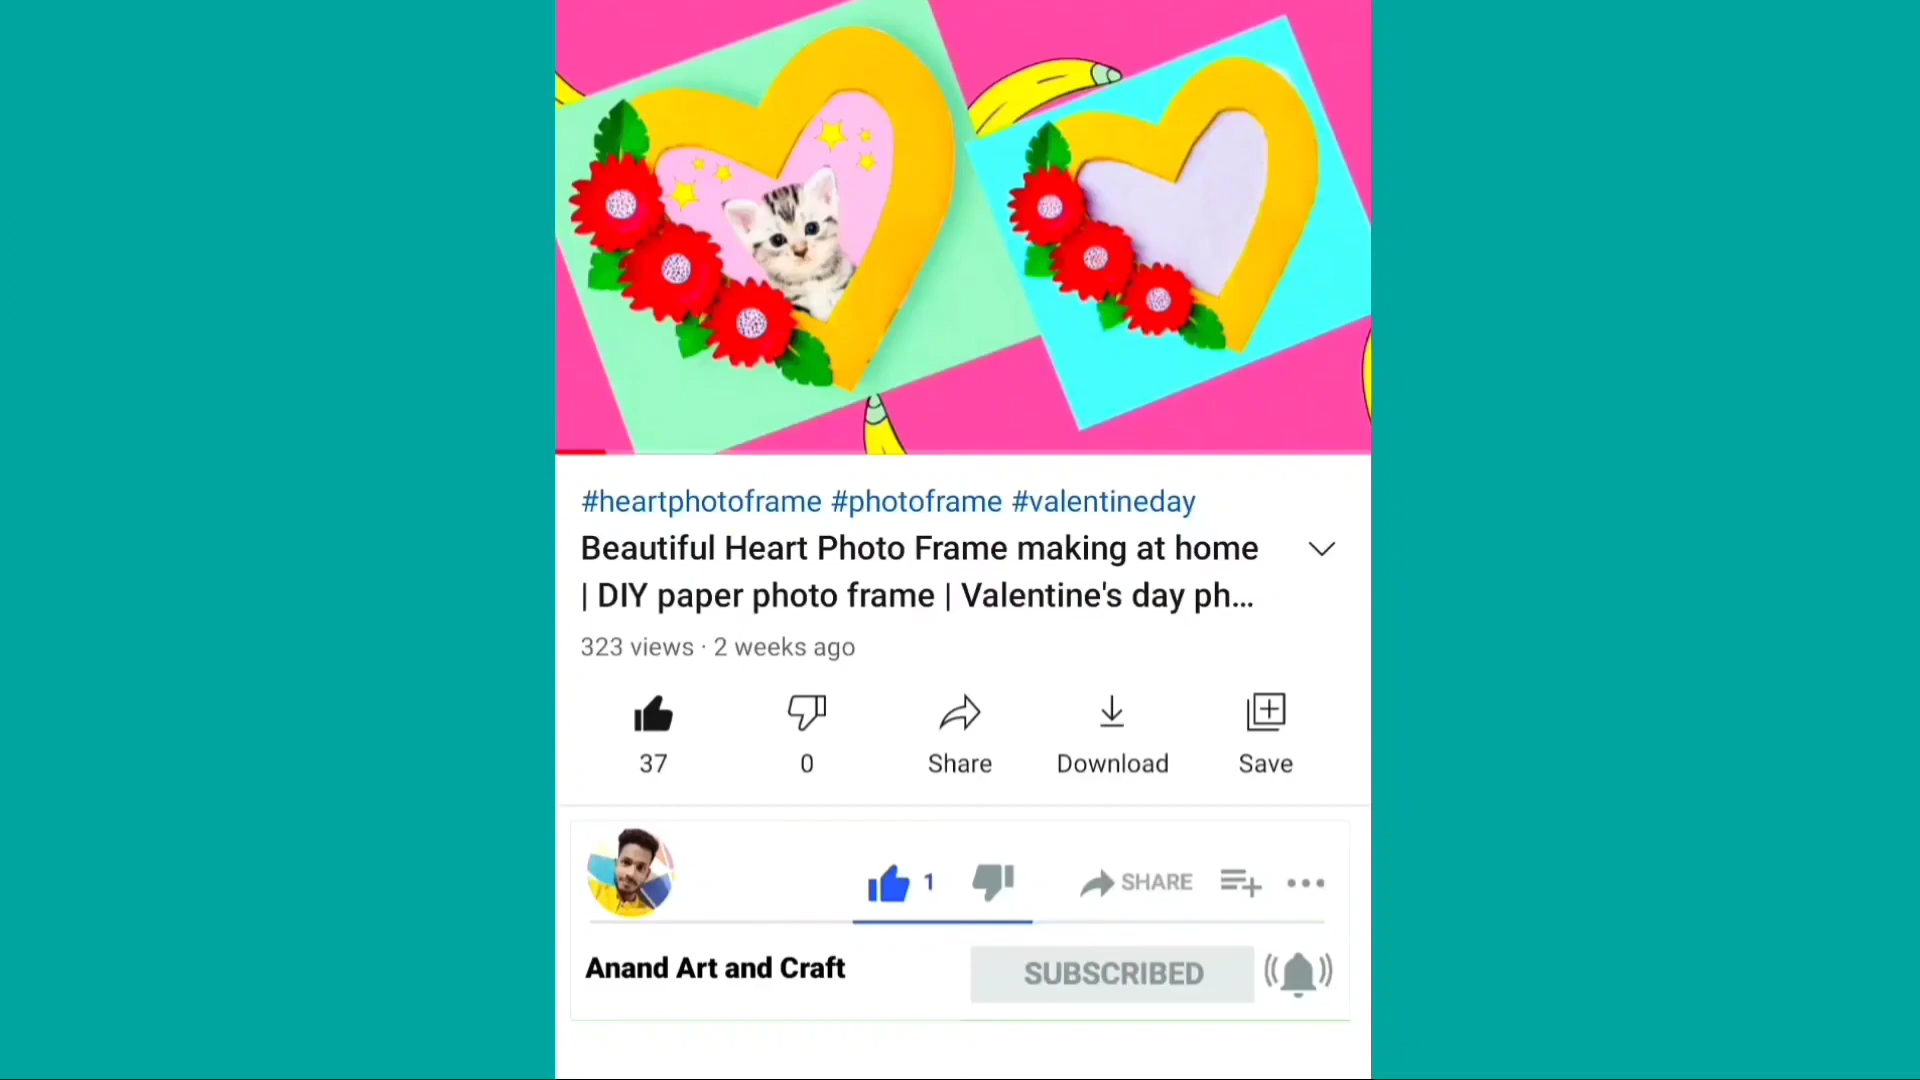 #heartphotoframe #photoframe #valentineday
Beautiful Heart Photo Frame making at home
| DIY paper photo frame | Valentine's day ph...
323 views · 2 weeks ago
37
0
Share
Download
Save
1
SHARE
Anand Art and Craft
SUBSCRIBED